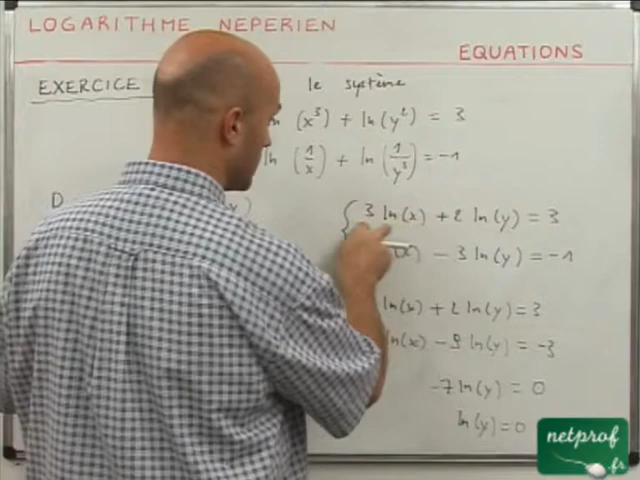 LOGARITHME NEPERIEN
EQUATIONS
EXERCICE le système
(x³) + ln(y²) = 3
ln (1/x) + ln(1/y³) = -1
D
{ 3 ln(x) + 2 ln(y) = 3
(x) - 3 ln(y) = -1
ln(x) + 2 ln(y) = 3
ln(x) - 9 ln(y) = -3
-7 ln(y) = 0
ln(y) = 0
netprof
.fr